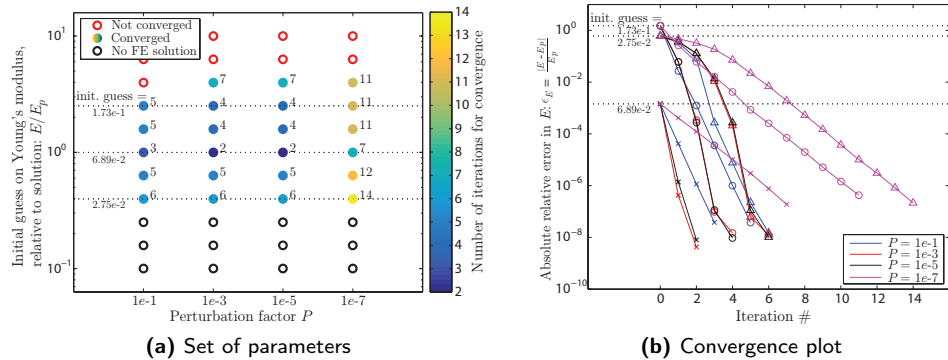 Not converged
Converged
No FE solution
10^1
10^0
10^-1
init. guess=
1.73e-1
6.89e-2
2.75e-2
5 7 11
4 4 11
5 4 4 11
3 2 2 7
5 5 5 12
6 6 6 14
1e-1 1e-3 1e-5 1e-7
Perturbation factor P
Initial guess on Young's modulus,
relative to solution: E/E_p
14
13
12
11
10
9
8
7
6
5
4
3
2
Number of iterations for convergence
(a) Set of parameters
init. guess =
1.73e-1
2.75e-2
6.89e-2
10^0
10^-2
10^-4
10^-6
10^-8
10^-10
Absolute relative error in E: ϵ_E = |E-E_p|/E_p
P = 1e-1
P = 1e-3
P = 1e-5
P = 1e-7
0 2 4 6 8 10 12 14
Iteration #
(b) Convergence plot